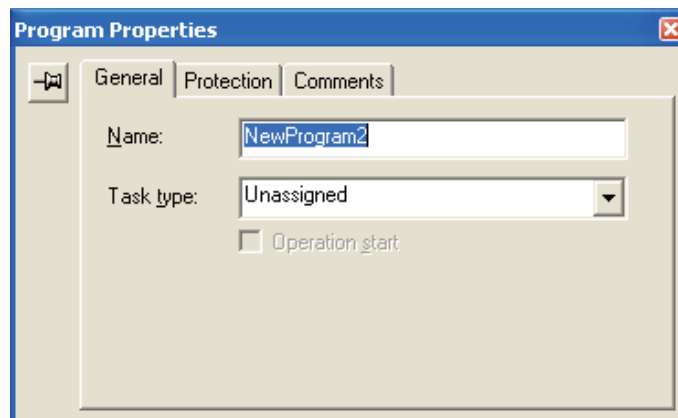 Program Properties
General Protection Comments
Name: NewProgram2
Task type: Unassigned
Operation start